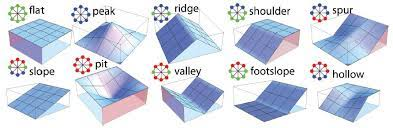 flat peak ridge shoulder spur
slope pit valley footslope hollow